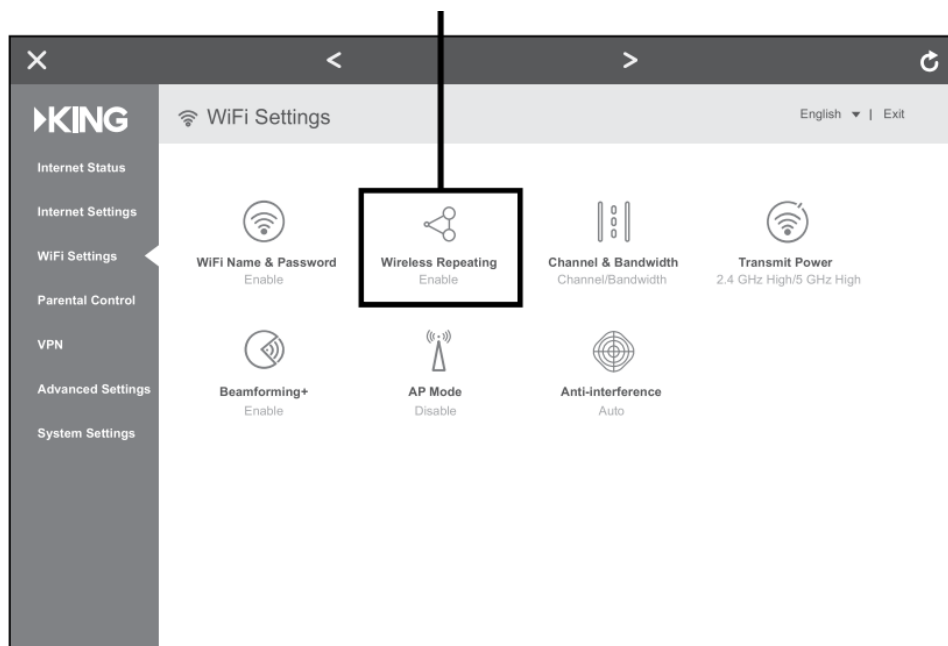 KING
WiFi Settings
English | Exit
Internet Status
Internet Settings
WiFi Settings
Parental Control
VPN
Advanced Settings
System Settings
WiFi Name & Password
Enable
Wireless Repeating
Enable
Channel & Bandwidth
Channel/Bandwidth
Transmit Power
2.4 GHz High/5 GHz High
Beamforming+
Enable
AP Mode
Disable
Anti-interference
Auto